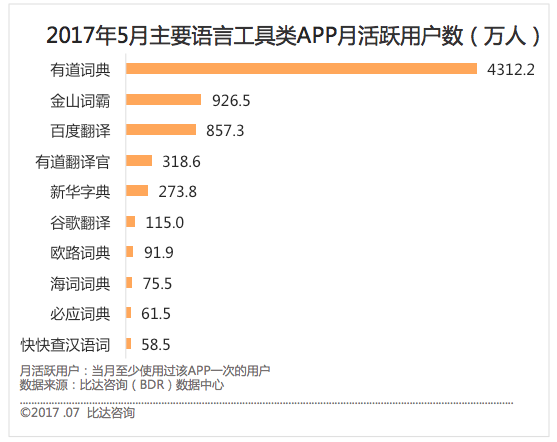 2017年5月主要语言工具类APP月活跃用户数（万人）
有道词典 4312.2
金山词霸 926.5
百度翻译 857.3
有道翻译官 318.6
新华字典 273.8
谷歌翻译 115.0
欧路词典 91.9
海词词典 75.5
必应词典 61.5
快快查汉语词 58.5
月活跃用户：当月至少使用过该APP一次的用户
数据来源：比达咨询（BDR）数据中心
©2017 .07 比达咨询